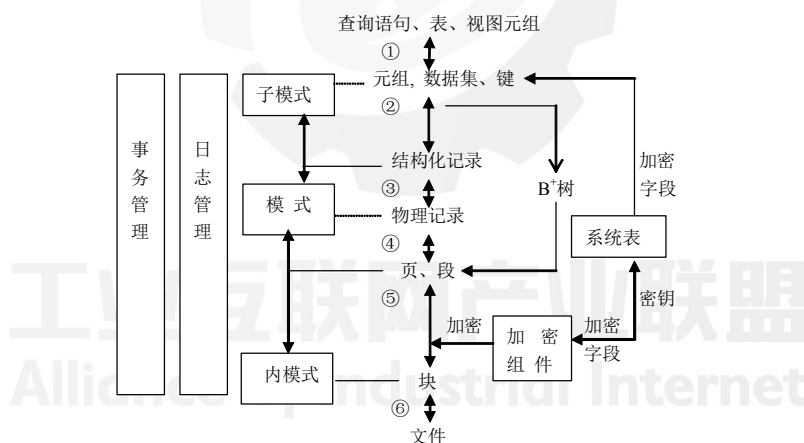 查询语句、表、视图元组
①
子模式
元组, 数据集、键
②
事务管理
日志管理
结构化记录
加密
字段
③
B+树
模 式
物理记录
系统表
④
页、段
⑤
密钥
加密
加 密
组 件
加密
字段
内模式
块
⑥
文件
工业互联网产业联盟
Alliance of Industrial Internet